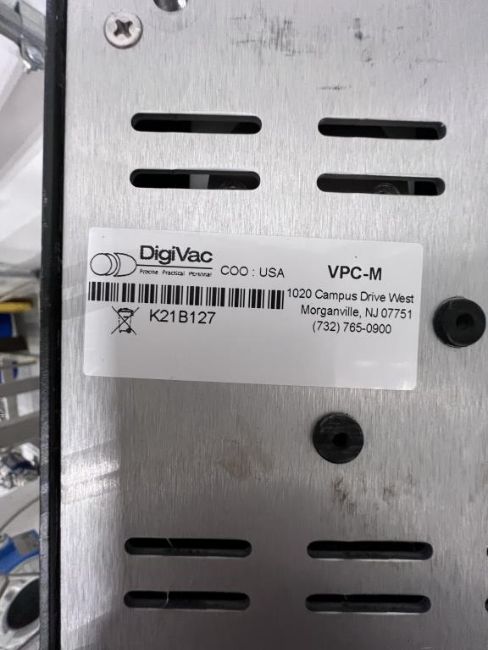 DigiVac
Precise Practical Personal
COO : USA
VPC-M
1020 Campus Drive West
Morganville, NJ 07751
(732) 765-0900
K21B127